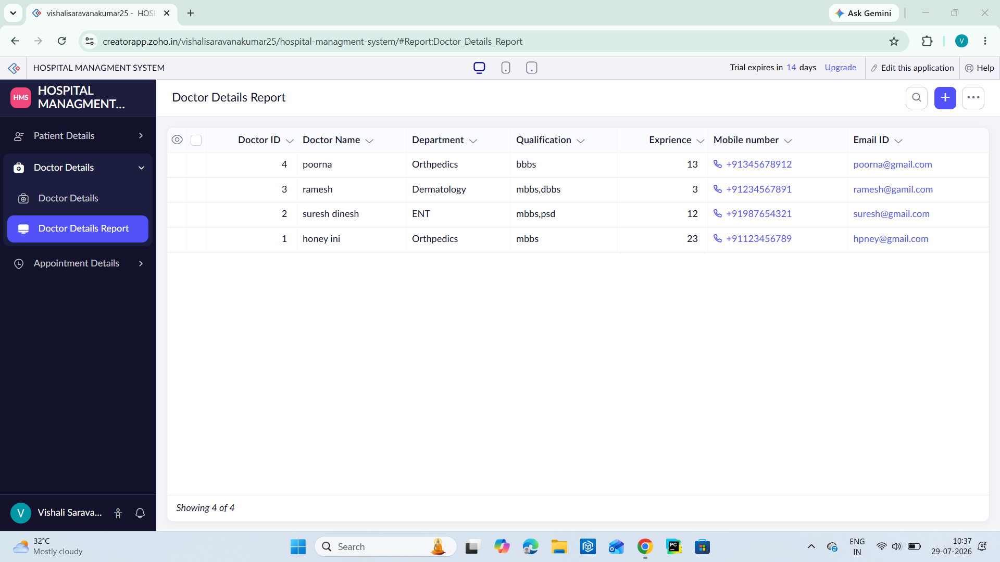 vishalisaravanakumar25 - HOSP
Ask Gemini
creatorapp.zoho.in/vishalisaravanakumar25/hospital-managment-system/#Report:Doctor_Details_Report
V
HOSPITAL MANAGMENT SYSTEM
Trial expires in 14 days Upgrade
Edit this application
Help
HMS
HOSPITAL
MANAGMENT...
Doctor Details Report
Patient Details
Doctor Details
Doctor Details
Doctor Details Report
Appointment Details
Doctor ID Doctor Name Department Qualification Exprience Mobile number Email ID
4 poorna Orthpedics bbbs 13 +91345678912 poorna@gmail.com
3 ramesh Dermatology mbbs,dbbs 3 +91234567891 ramesh@gamil.com
2 suresh dinesh ENT mbbs,psd 12 +91987654321 suresh@gmail.com
1 honey ini Orthpedics mbbs 23 +91123456789 hpney@gmail.com
Showing 4 of 4
V
Vishali Sarava...
32°C
Mostly cloudy
Search
PC
ENG
IN
10:37
29-07-2026